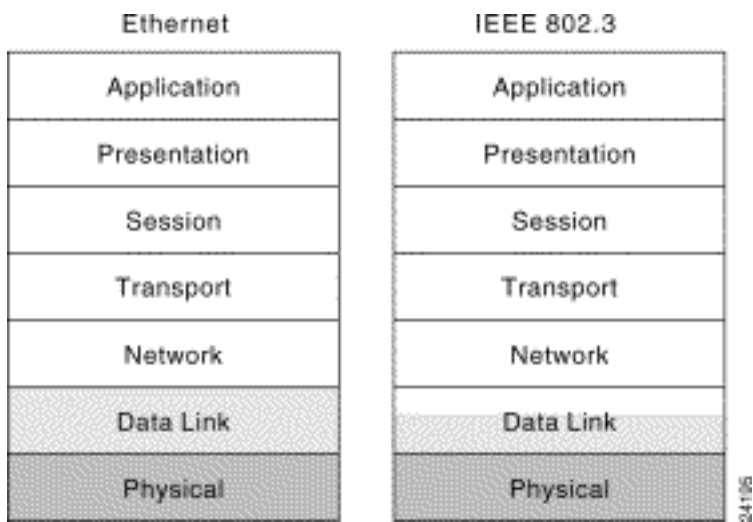 Ethernet
IEEE 802.3
Application
Presentation
Session
Transport
Network
Data Link
Physical
Application
Presentation
Session
Transport
Network
Data Link
Physical
24195